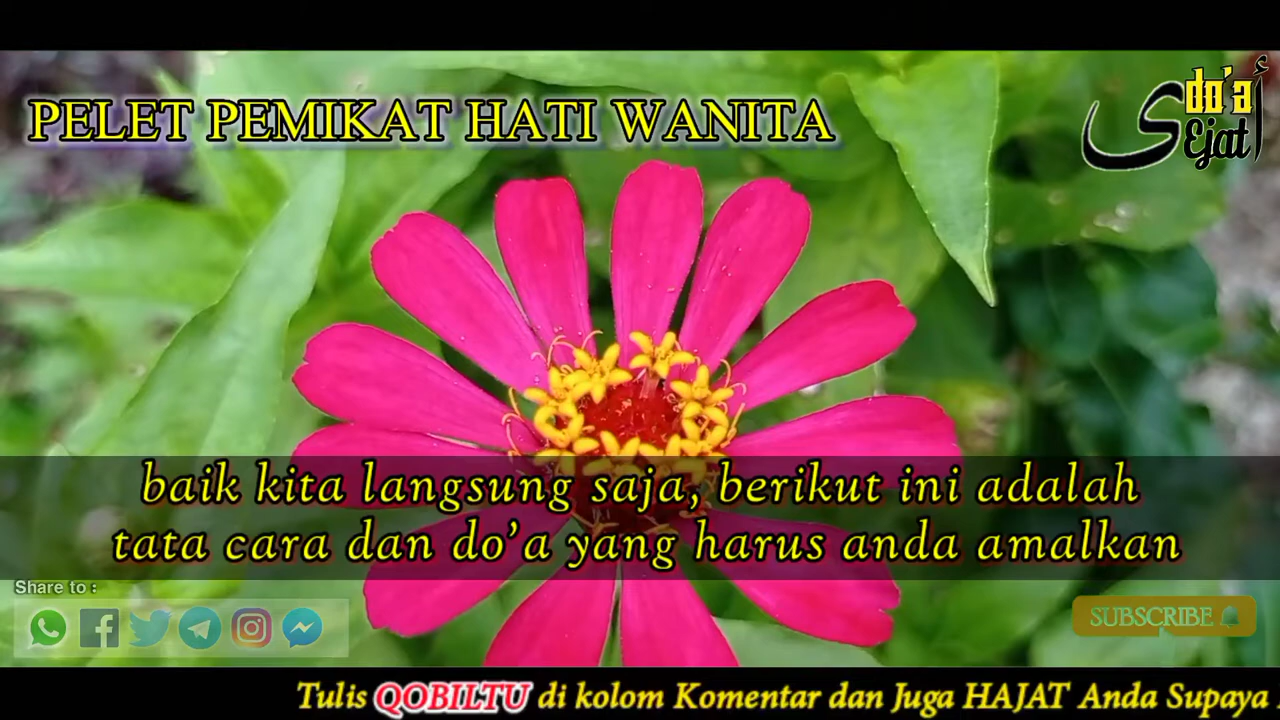 PELET PEMIKAT HATI WANITA
do'a
Ejat
أ
ى
baik kita langsung saja, berikut ini adalah
tata cara dan do'a yang harus anda amalkan
Share to :
SUBSCRIBE
Tulis QOBILTU di kolom Komentar dan Juga HAJAT Anda Supaya